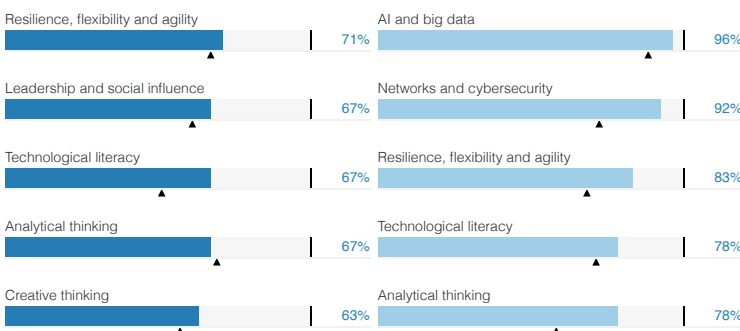 Resilience, flexibility and agility
71%
Leadership and social influence
67%
Technological literacy
67%
Analytical thinking
67%
Creative thinking
63%
AI and big data
96%
Networks and cybersecurity
92%
Resilience, flexibility and agility
83%
Technological literacy
78%
Analytical thinking
78%